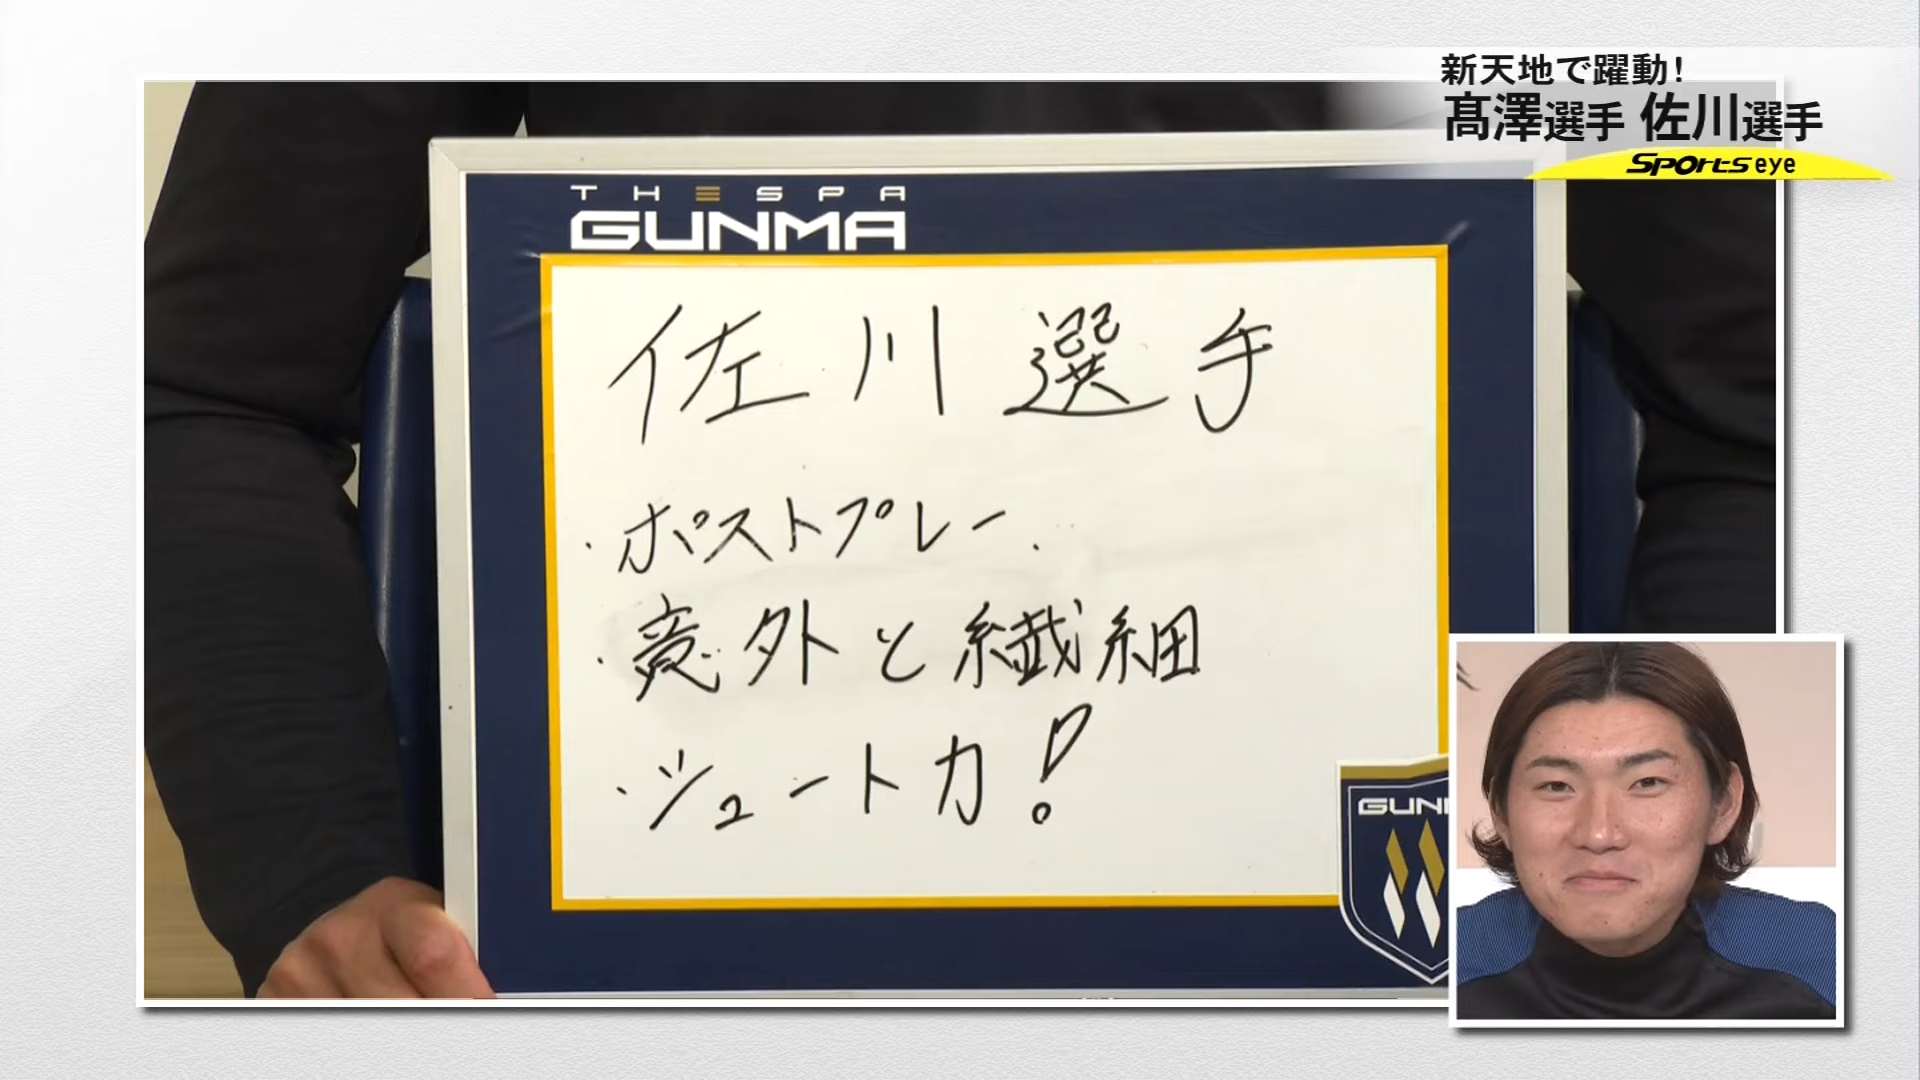 新天地で躍動!
髙澤選手 佐川選手
Sports eye
THESPA
GUNMA
佐川選手
・ポストプレー
・意外と繊細
・シュート力!